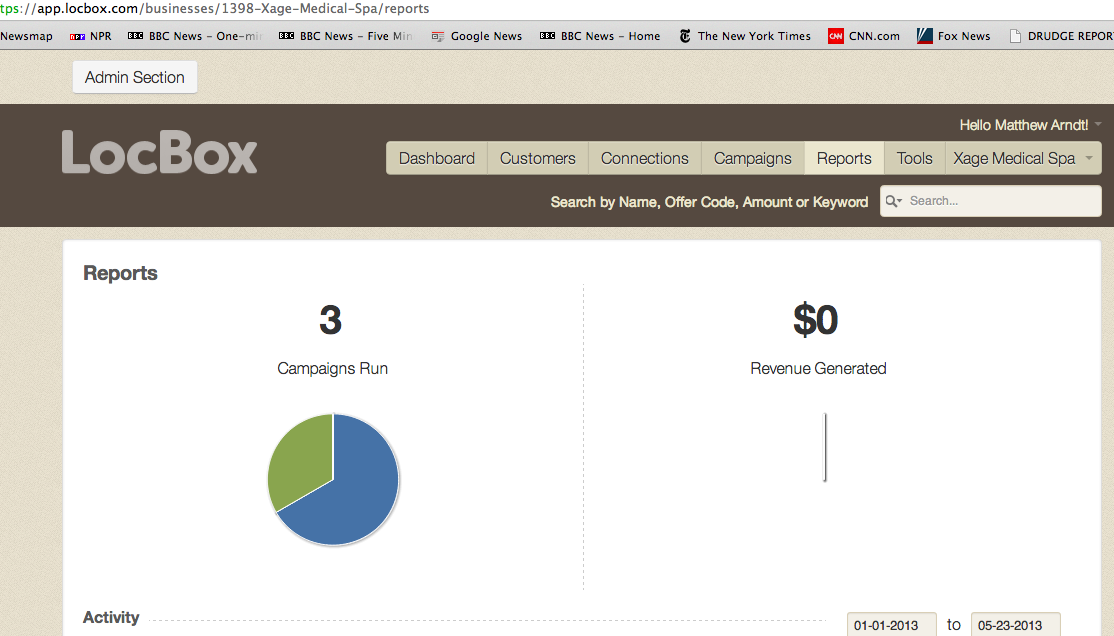 tps://app.locbox.com/businesses/1398-Xage-Medical-Spa/reports
Newsmap NPR BBC News – One-min BBC News – Five Min Google News BBC News – Home The New York Times CNN.com Fox News DRUDGE REPOR
Admin Section
Hello Matthew Arndt!
LocBox
Dashboard Customers Connections Campaigns Reports Tools Xage Medical Spa
Search by Name, Offer Code, Amount or Keyword Search...
Reports
3 $0
Campaigns Run Revenue Generated
Activity 01-01-2013 to 05-23-2013